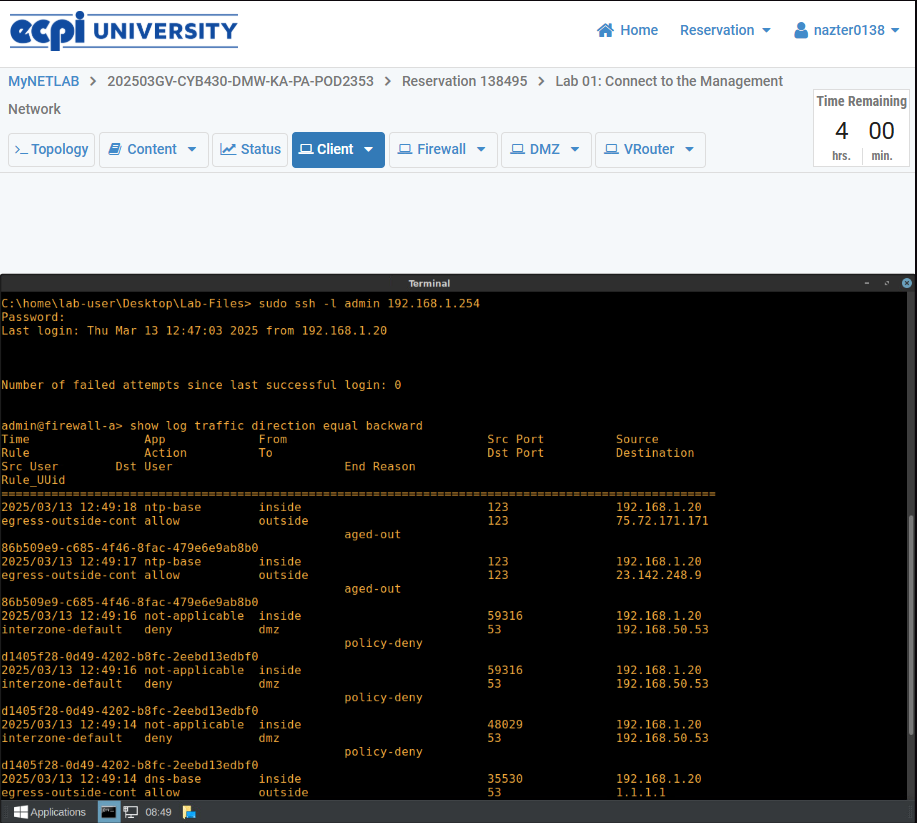 ecpi UNIVERSITY
Home Reservation nazter0138
MyNETLAB > 202503GV-CYB430-DMW-KA-PA-POD2353 > Reservation 138495 > Lab 01: Connect to the Management
Network
Time Remaining
4 00
hrs. min.
>_ Topology Content Status Client Firewall DMZ VRouter
Terminal
C:\home\lab-user\Desktop\Lab-Files> sudo ssh -l admin 192.168.1.254
Password:
Last login: Thu Mar 13 12:47:03 2025 from 192.168.1.20
Number of failed attempts since last successful login: 0
admin@firewall-a> show log traffic direction equal backward
Time App From Src Port Source
Rule Action To Dst Port Destination
Src User Dst User End Reason
Rule_UUid
====================================================================================================
2025/03/13 12:49:18 ntp-base inside 123 192.168.1.20
egress-outside-cont allow outside 123 75.72.171.171
aged-out
86b509e9-c685-4f46-8fac-479e6e9ab8b0
2025/03/13 12:49:17 ntp-base inside 123 192.168.1.20
egress-outside-cont allow outside 123 23.142.248.9
aged-out
86b509e9-c685-4f46-8fac-479e6e9ab8b0
2025/03/13 12:49:16 not-applicable inside 59316 192.168.1.20
interzone-default deny dmz 53 192.168.50.53
policy-deny
d1405f28-0d49-4202-b8fc-2eebd13edbf0
2025/03/13 12:49:16 not-applicable inside 59316 192.168.1.20
interzone-default deny dmz 53 192.168.50.53
policy-deny
d1405f28-0d49-4202-b8fc-2eebd13edbf0
2025/03/13 12:49:14 not-applicable inside 48029 192.168.1.20
interzone-default deny dmz 53 192.168.50.53
policy-deny
d1405f28-0d49-4202-b8fc-2eebd13edbf0
2025/03/13 12:49:14 dns-base inside 35530 192.168.1.20
egress-outside-cont allow outside 53 1.1.1.1
Applications 08:49